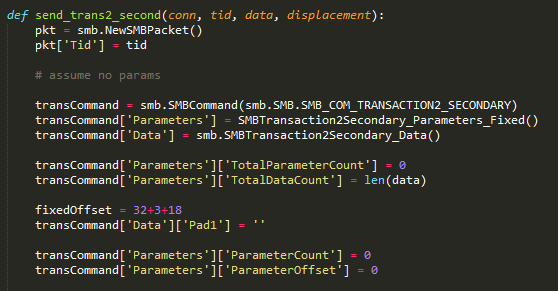 def send_trans2_second(conn, tid, data, displacement):
    pkt = smb.NewSMBPacket()
    pkt['Tid'] = tid
    # assume no params
    transCommand = smb.SMBCommand(smb.SMB.SMB_COM_TRANSACTION2_SECONDARY)
    transCommand['Parameters'] = SMBTransaction2Secondary_Parameters_Fixed()
    transCommand['Data'] = smb.SMBTransaction2Secondary_Data()
    transCommand['Parameters']['TotalParameterCount'] = 0
    transCommand['Parameters']['TotalDataCount'] = len(data)
    fixedOffset = 32+3+18
    transCommand['Data']['Pad1'] = ''
    transCommand['Parameters']['ParameterCount'] = 0
    transCommand['Parameters']['ParameterOffset'] = 0